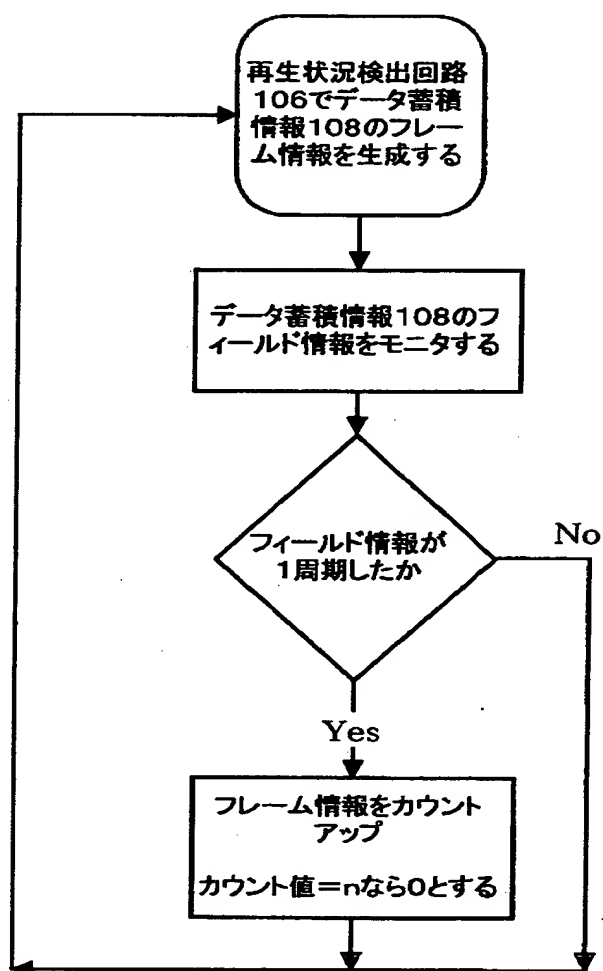 再生状況検出回路
106でデータ蓄積
情報108のフレー
ム情報を生成する
データ蓄積情報108のフ
ィールド情報をモニタする
フィールド情報が
1周期したか
No
Yes
フレーム情報をカウント
アップ
カウント値=nなら0とする